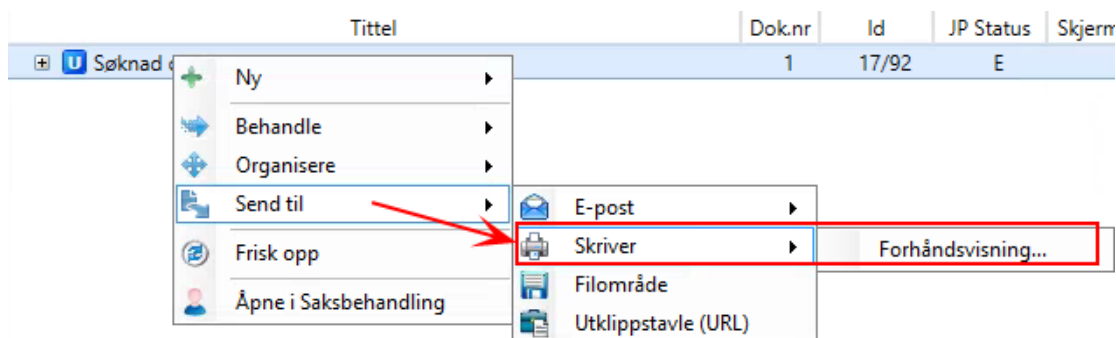 Tittel Dok.nr Id JP Status Skjerm
U Søknad 1 17/92 E
Ny
Behandle
Organisere
Send til
Frisk opp
Åpne i Saksbehandling
E-post
Skriver
Forhåndsvisning...
Filområde
Utklippstavle (URL)